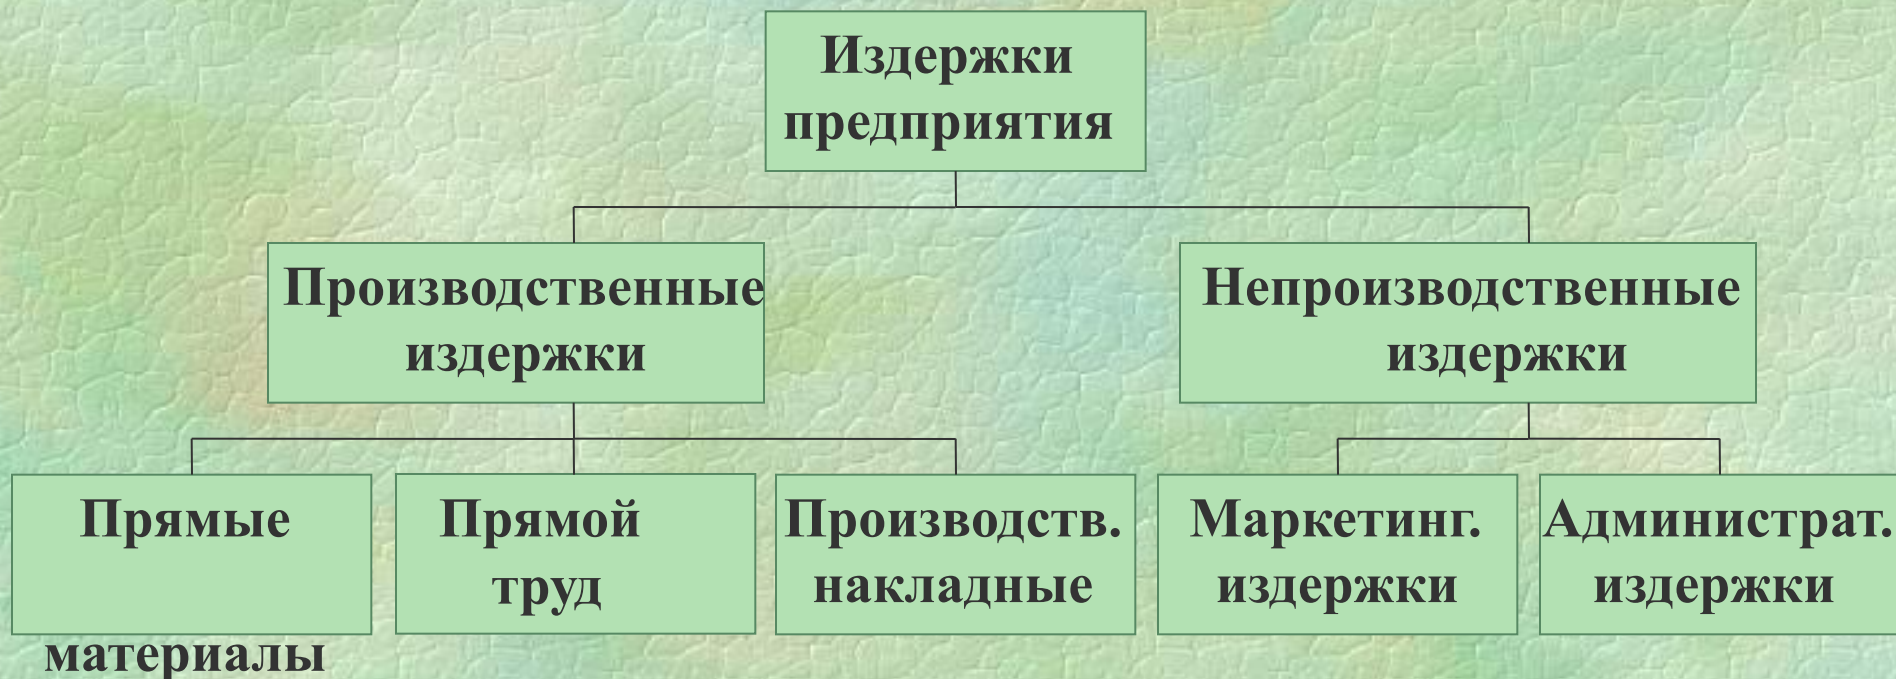 Издержки
предприятия
Производственные
издержки
Непроизводственные
издержки
Прямые
материалы
Прямой
труд
Производств.
накладные
Маркетинг.
издержки
Администрат.
издержки